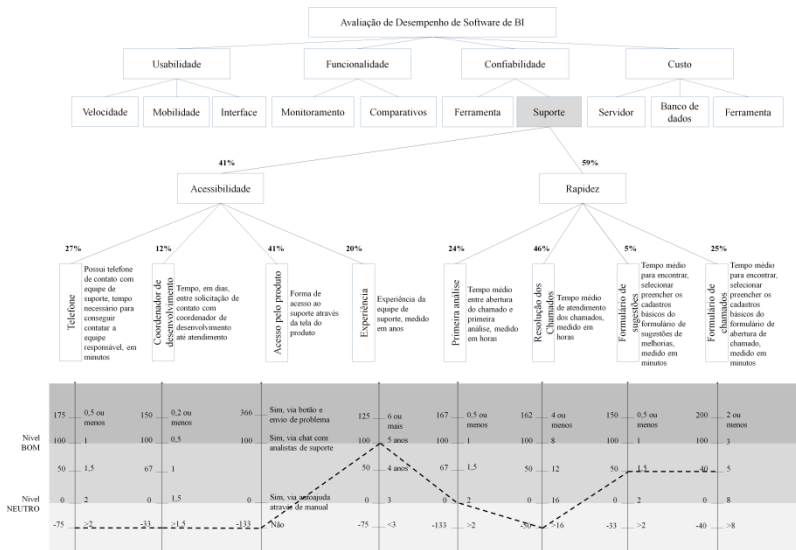 Avaliação de Desempenho de Software de BI
Usabilidade
Funcionalidade
Confiabilidade
Custo
Velocidade
Mobilidade
Interface
Monitoramento
Comparativos
Ferramenta
Suporte
Servidor
Banco de
dados
Ferramenta
41%
59%
Acessibilidade
Rapidez
27%
12%
41%
20%
24%
46%
5%
25%
Telefone
Possui telefone
de contato com
equipe de
suporte, tempo
necessário para
conseguir
contatar a
equipe
responsável, em
minutos
Coordenador de
desenvolvimento
Tempo, em dias,
entre solicitação de
contato com
coordenador de
desenvolvimento
até atendimento
Acesso pelo produto
Forma de
acesso ao
suporte através
da tela do
produto
Experiência
Experiência da
equipe de
suporte, medido
em anos
Primeira análise
Tempo médio
entre abertura
do chamado e
primeira
análise, medido
em horas
Resolução dos
Chamados
Tempo médio
de atendimento
dos chamados,
medido em
horas
Formulário de
sugestões
Tempo médio
para encontrar,
selecionar
preencher os
cadastros
básicos do
formulário de
sugestões de
melhorias,
medido em
minutos
Formulário de
chamados
Tempo médio
para encontrar,
selecionar
preencher os
cadastros
básicos do
formulário de
abertura de
chamado, medido
em minutos
175 0,5 ou
menos
150 0,2 ou
menos
366 Sim, via botão e
envio de problema
125 6 ou
mais
167 0,5 ou
menos
162 4 ou
menos
150 0,5 ou
menos
290 2 ou
menos
Nível
BOM
100 1
100 0,5
100 Sim, via chat com
analistas de suporte
100 5 anos
100 1
100 8
100 1
100 3
50 1,5
67 1
50 4 anos
67 1,5
50 12
50 1,5
40 5
Nível
NEUTRO
0 2
0 1,5
0 Sim, via autoajuda
através de manual
0 3
0 2
0 16
0 2
0 8
-75 >2
-33 >1,5
-133 Não
-75 <3
-133 >2
-50 >16
-33 >2
-40 >8